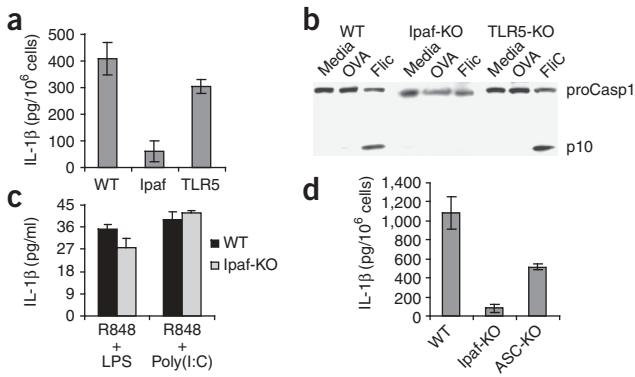 a
500
400
300
200
100
0
IL-1β (pg/10⁶ cells)
WT Ipaf TLR5
b
WT Ipaf-KO TLR5-KO
Media OVA Flic Media OVA Flic Media OVA FliC
proCasp1
p10
c
45
36
27
18
9
0
IL-1β (pg/ml)
WT
Ipaf-KO
R848 R848
+ +
LPS Poly(I:C)
d
1,400
1,200
1,000
800
600
400
200
0
IL-1β (pg/10⁶ cells)
WT Ipaf-KO ASC-KO